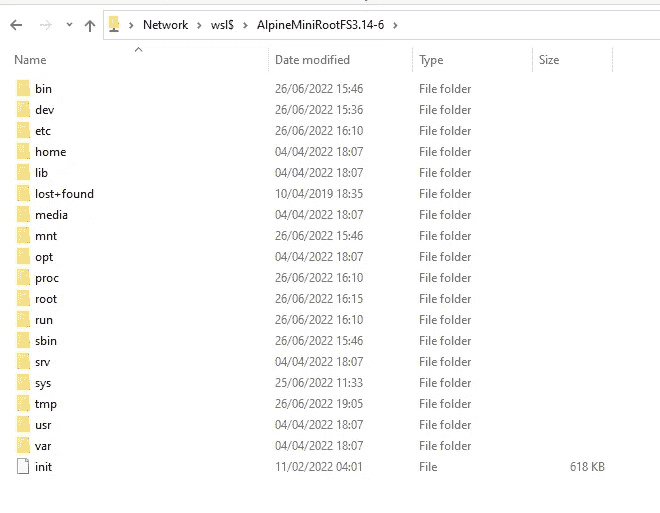 Network wsl$ AlpineMiniRootFS3.14-6
Name Date modified Type Size
bin 26/06/2022 15:46 File folder
dev 26/06/2022 15:36 File folder
etc 26/06/2022 16:10 File folder
home 04/04/2022 18:07 File folder
lib 04/04/2022 18:07 File folder
lost+found 10/04/2019 18:35 File folder
media 04/04/2022 18:07 File folder
mnt 26/06/2022 15:46 File folder
opt 04/04/2022 18:07 File folder
proc 26/06/2022 16:10 File folder
root 26/06/2022 16:15 File folder
run 26/06/2022 16:10 File folder
sbin 26/06/2022 15:46 File folder
srv 04/04/2022 18:07 File folder
sys 25/06/2022 11:33 File folder
tmp 26/06/2022 19:05 File folder
usr 04/04/2022 18:07 File folder
var 04/04/2022 18:07 File folder
init 11/02/2022 04:01 File 618 KB